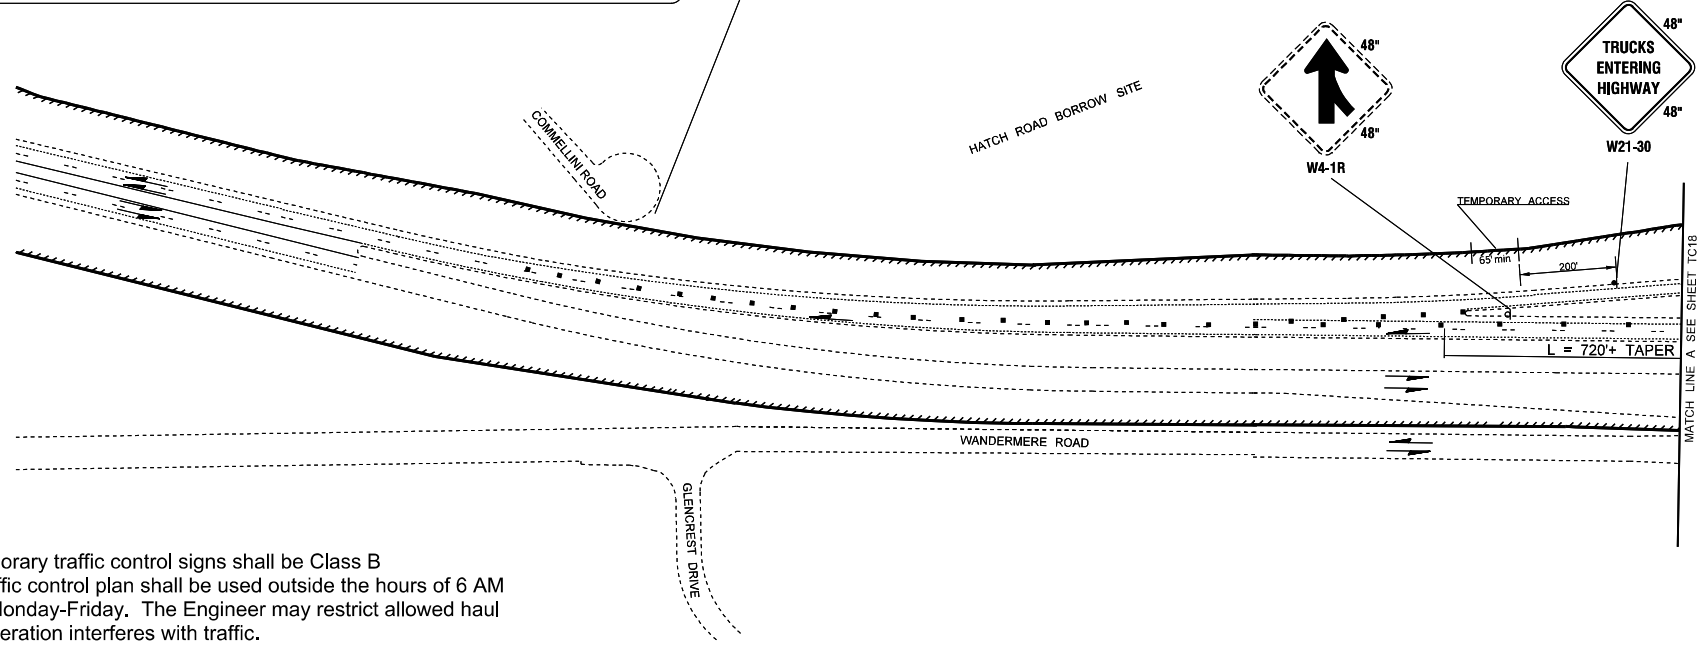 48"
48"
W4-1R
TRUCKS
ENTERING
HIGHWAY
48"
48"
W21-30
COMMELLINI ROAD
HATCH ROAD BORROW SITE
TEMPORARY ACCESS
65' min
200'
L = 720'+ TAPER
MATCH LINE A SEE SHEET TC18
WANDERMERE ROAD
GLENCREST DRIVE
orary traffic control signs shall be Class B
ffic control plan shall be used outside the hours of 6 AM
Monday-Friday. The Engineer may restrict allowed haul
eration interferes with traffic.